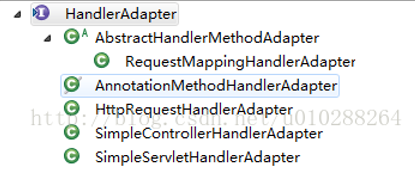 HandlerAdapter
AbstractHandlerMethodAdapter
RequestMappingHandlerAdapter
AnnotationMethodHandlerAdapter
HttpRequestHandlerAdapter
http://blog.csdn.net/u010288264
SimpleControllerHandlerAdapter
SimpleServletHandlerAdapter